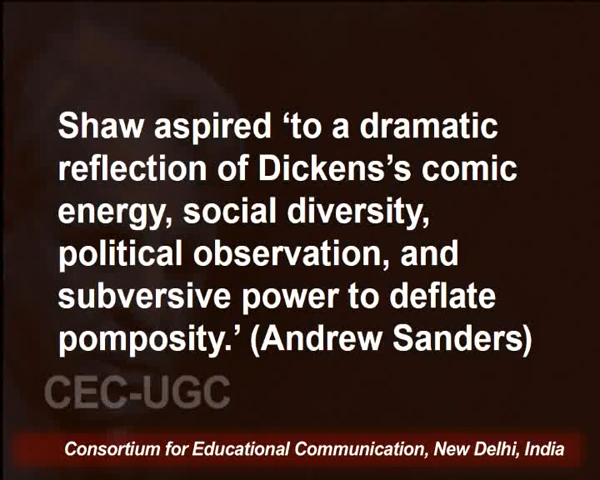 Shaw aspired ‘to a dramatic
reflection of Dickens’s comic
energy, social diversity,
political observation, and
subversive power to deflate
pomposity.’ (Andrew Sanders)
CEC-UGC
Consortium for Educational Communication, New Delhi, India